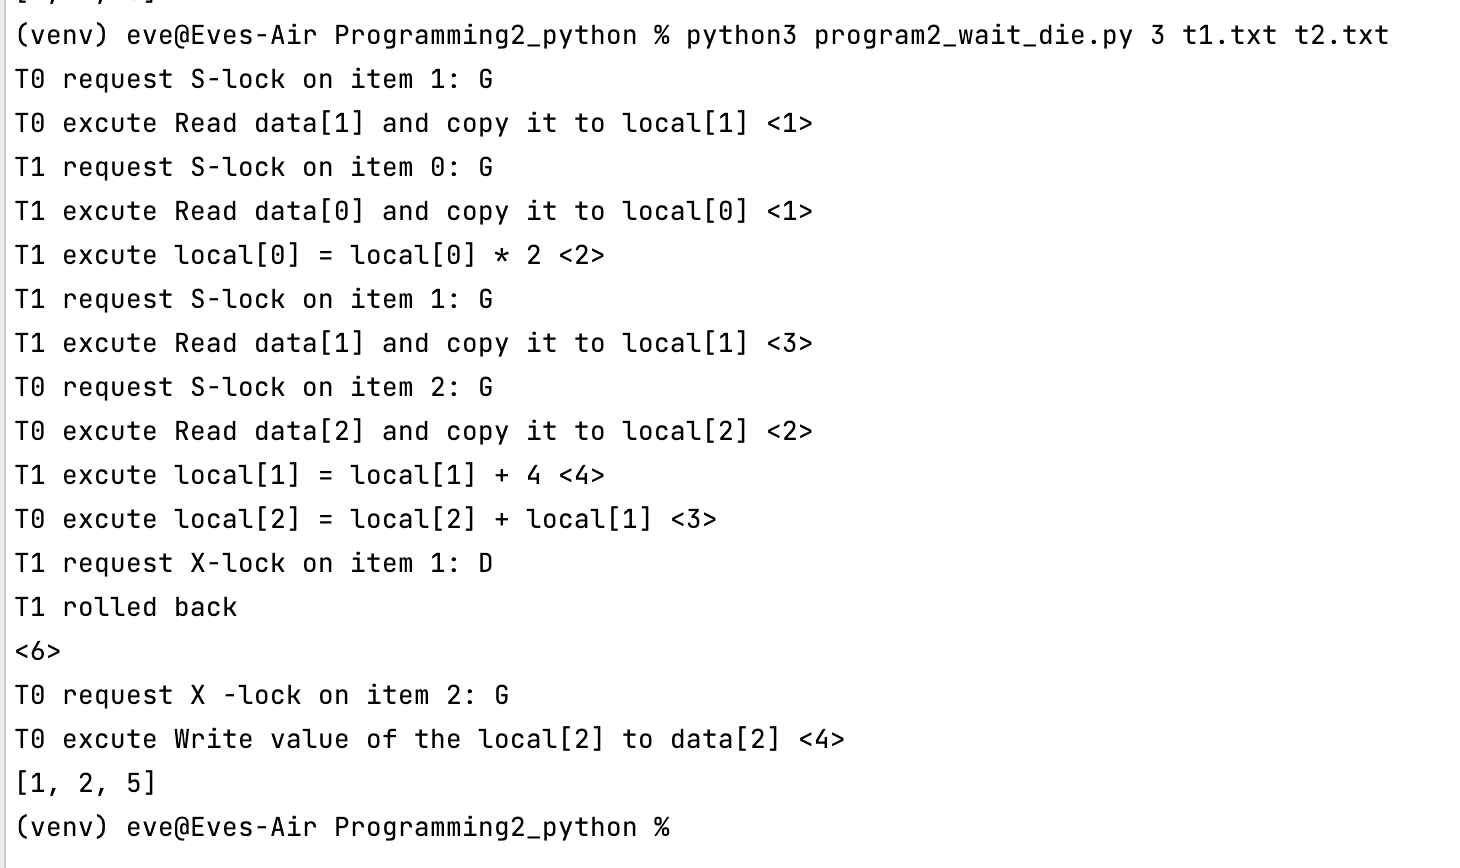 (venv) eve@Eves-Air Programming2_python % python3 program2_wait_die.py 3 t1.txt t2.txt
T0 request S-lock on item 1: G
T0 excute Read data[1] and copy it to local[1] <1>
T1 request S-lock on item 0: G
T1 excute Read data[0] and copy it to local[0] <1>
T1 excute local[0] = local[0] * 2 <2>
T1 request S-lock on item 1: G
T1 excute Read data[1] and copy it to local[1] <3>
T0 request S-lock on item 2: G
T0 excute Read data[2] and copy it to local[2] <2>
T1 excute local[1] = local[1] + 4 <4>
T0 excute local[2] = local[2] + local[1] <3>
T1 request X-lock on item 1: D
T1 rolled back
<6>
T0 request X -lock on item 2: G
T0 excute Write value of the local[2] to data[2] <4>
[1, 2, 5]
(venv) eve@Eves-Air Programming2_python %